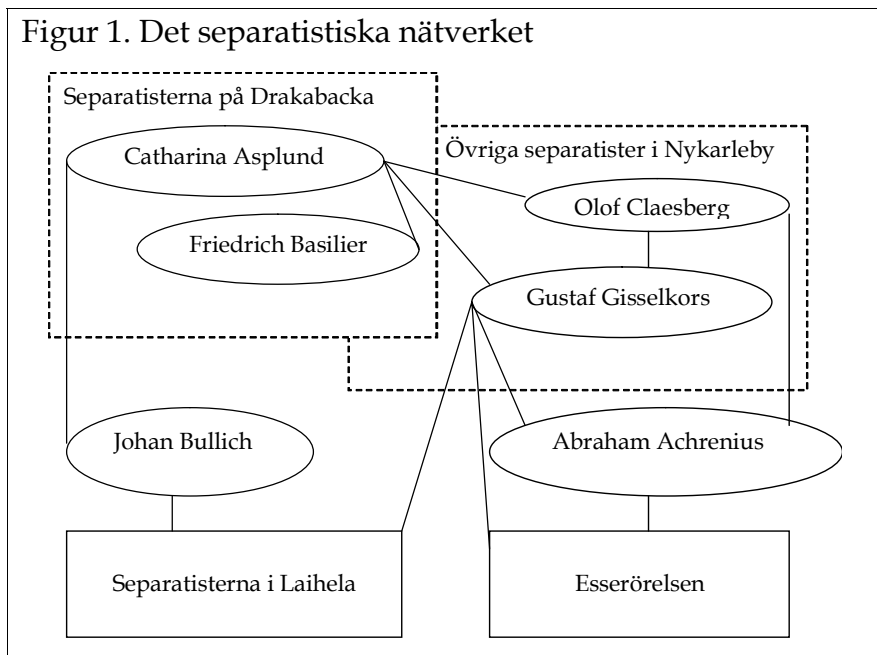 Figur 1. Det separatistiska nätverket
Separatisterna på Drakabacka
Catharina Asplund
Friedrich Basilier
Övriga separatister i Nykarleby
Olof Claesberg
Gustaf Gisselkors
Johan Bullich
Abraham Achrenius
Separatisterna i Laihela
Esserörelsen